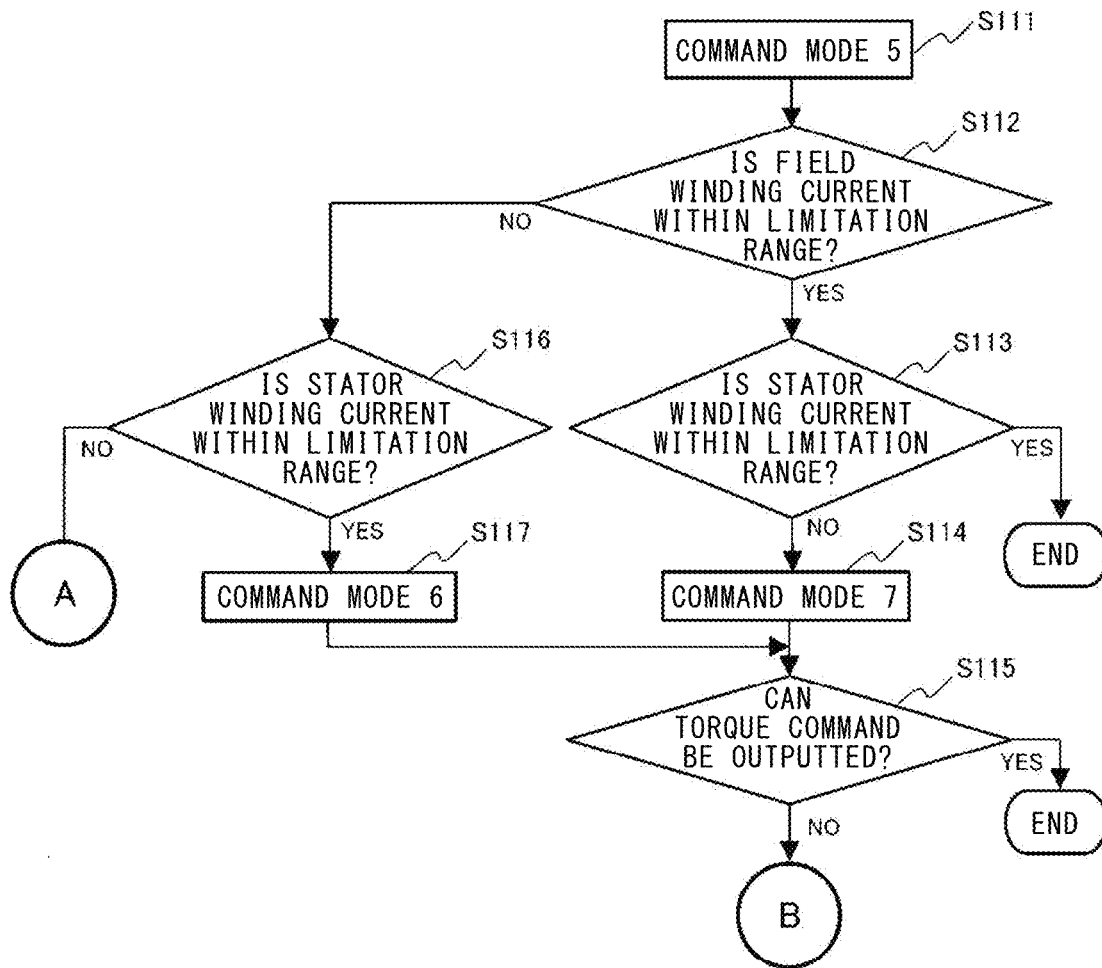 S111
COMMAND MODE 5
S112
IS FIELD
WINDING CURRENT
WITHIN LIMITATION
RANGE?
NO
YES
S116
IS STATOR
WINDING CURRENT
WITHIN LIMITATION
RANGE?
NO
YES
S113
IS STATOR
WINDING CURRENT
WITHIN LIMITATION
RANGE?
YES
NO
END
A
S117
COMMAND MODE 6
S114
COMMAND MODE 7
S115
CAN
TORQUE COMMAND
BE OUTPUTTED?
YES
NO
END
B